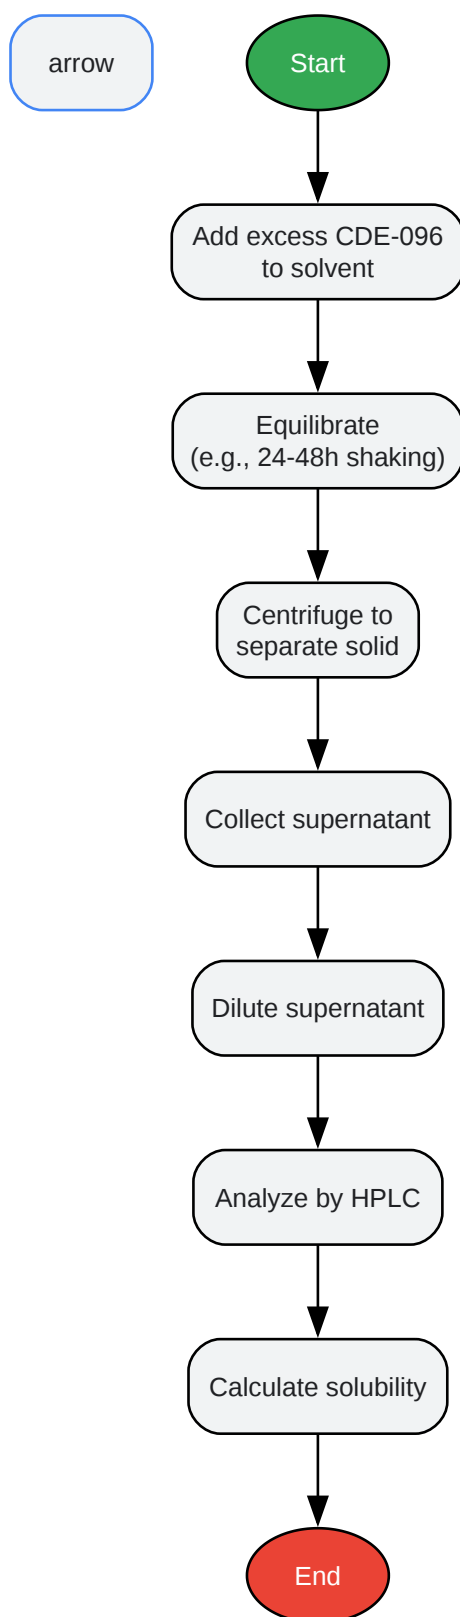 arrow
Start
Add excess CDE-096
to solvent
Equilibrate
(e.g., 24-48h shaking)
Centrifuge to
separate solid
Collect supernatant
Dilute supernatant
Analyze by HPLC
Calculate solubility
End